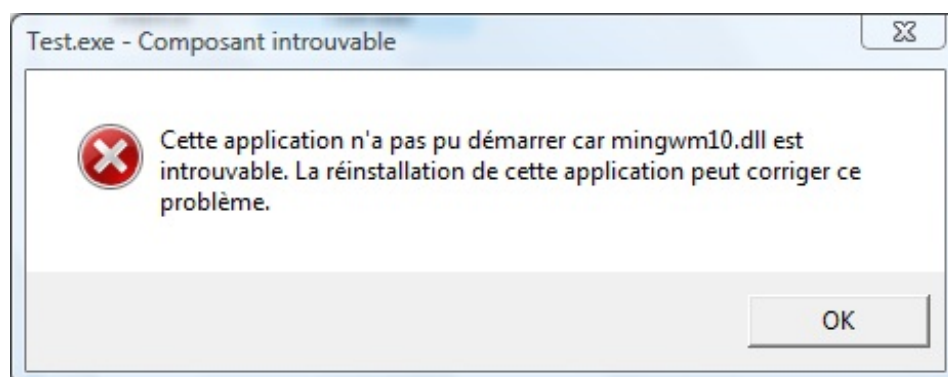 Test.exe - Composant introuvable
Cette application n'a pas pu démarrer car mingwm10.dll est
introuvable. La réinstallation de cette application peut corriger ce
problème.
OK